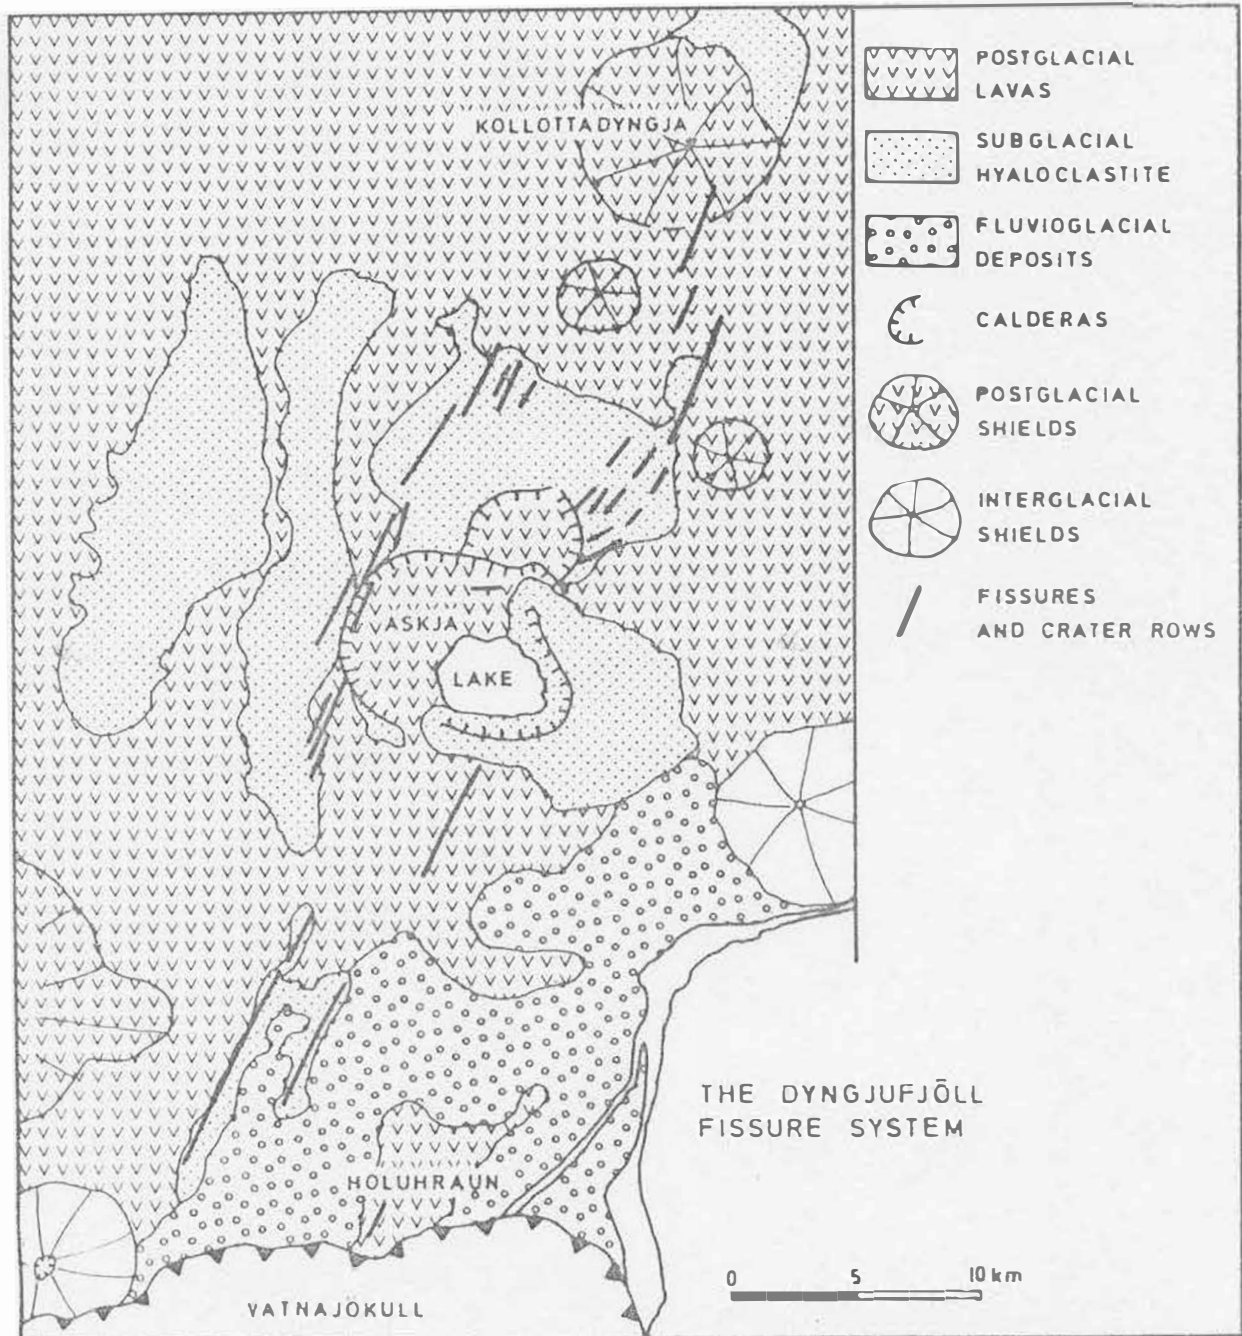 KOLLOTTADYNGJA
ASKJA
LAKE
HOLUHRAUN
VATNAJÖKULL
POSTGLACIAL
LAVAS
SUBGLACIAL
HYALOCLASTITE
FLUVIOGLACIAL
DEPOSITS
CALDERAS
POSTGLACIAL
SHIELDS
INTERGLACIAL
SHIELDS
FISSURES
AND CRATER ROWS
THE DYNGJUFJÖLL
FISSURE SYSTEM
0 5 10 km